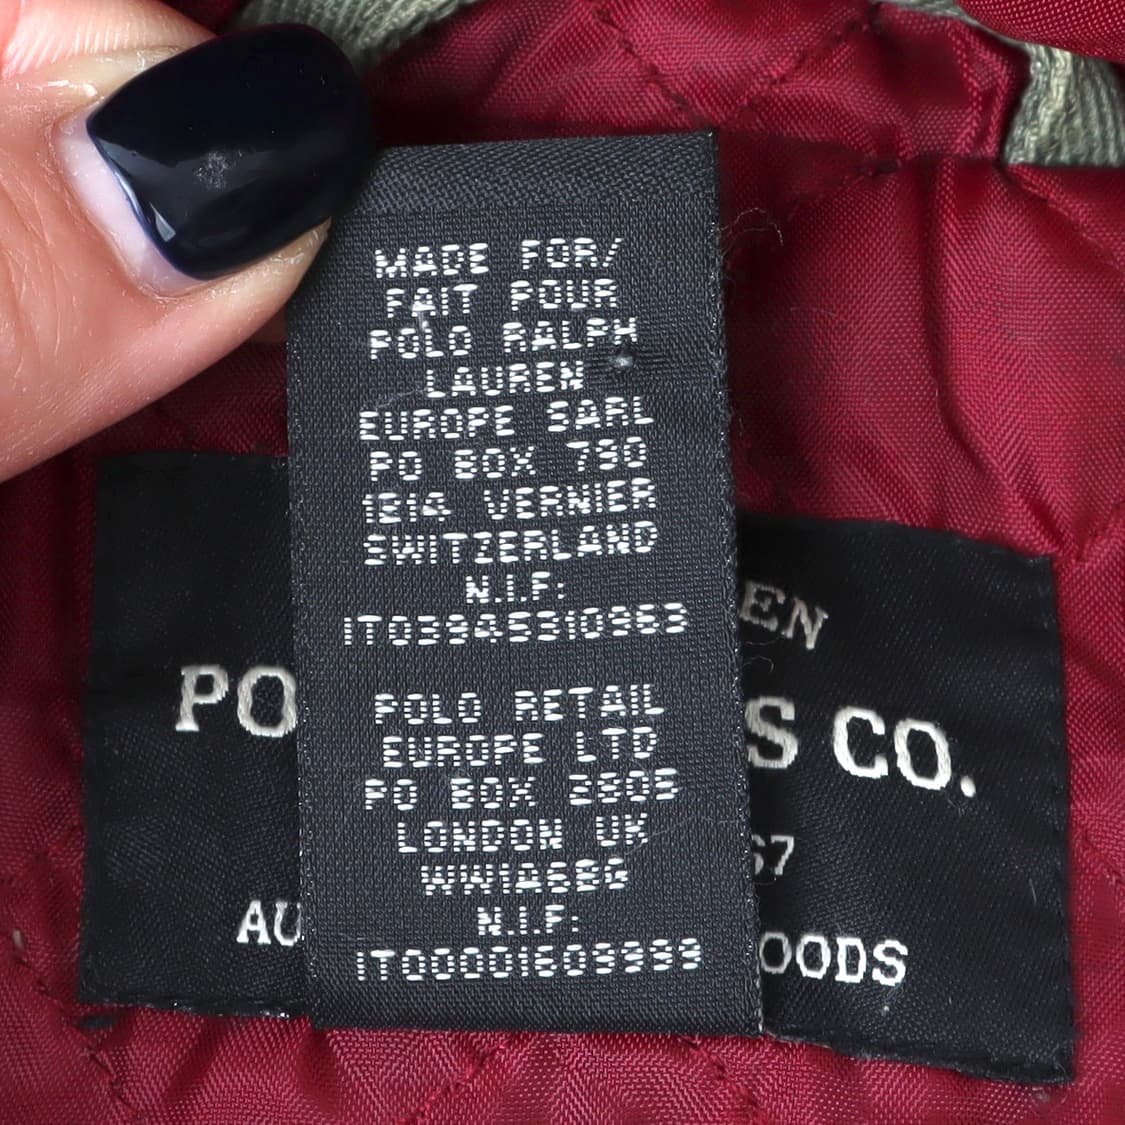 MADE FOR/
FAIT POUR
POLO RALPH
LAUREN
EUROPE SARL
PO BOX 790
1214 VERNIER
SWITZERLAND
N.I.F:
IT03945310963
POLO RETAIL
EUROPE LTD
PO BOX 2805
LONDON UK
WW1A6BG
N.I.F:
IT00001609999
EN
PO S CO.
67
AU OODS